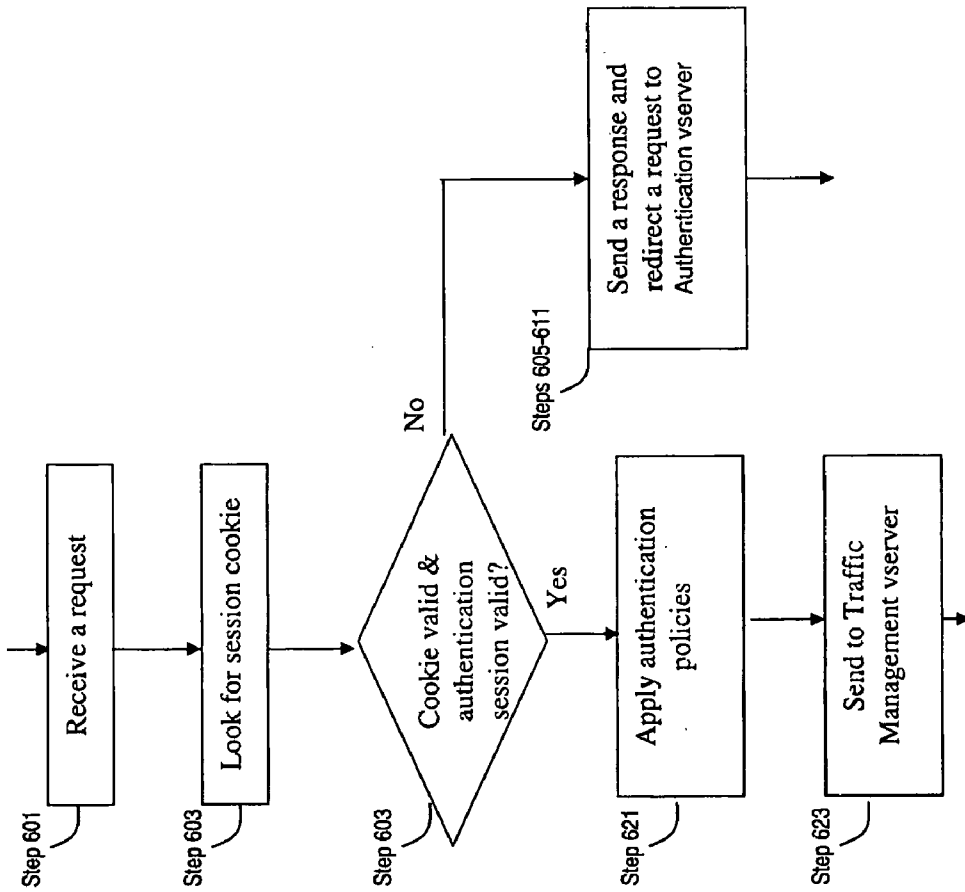 Step 601
Receive a request
Step 603
Look for session cookie
Step 603
Cookie valid &
authentication
session valid?
No
Yes
Steps 605-611
Send a response and
redirect a request to
Authentication vserver
Step 621
Apply authentication
policies
Step 623
Send to Traffic
Management vserver